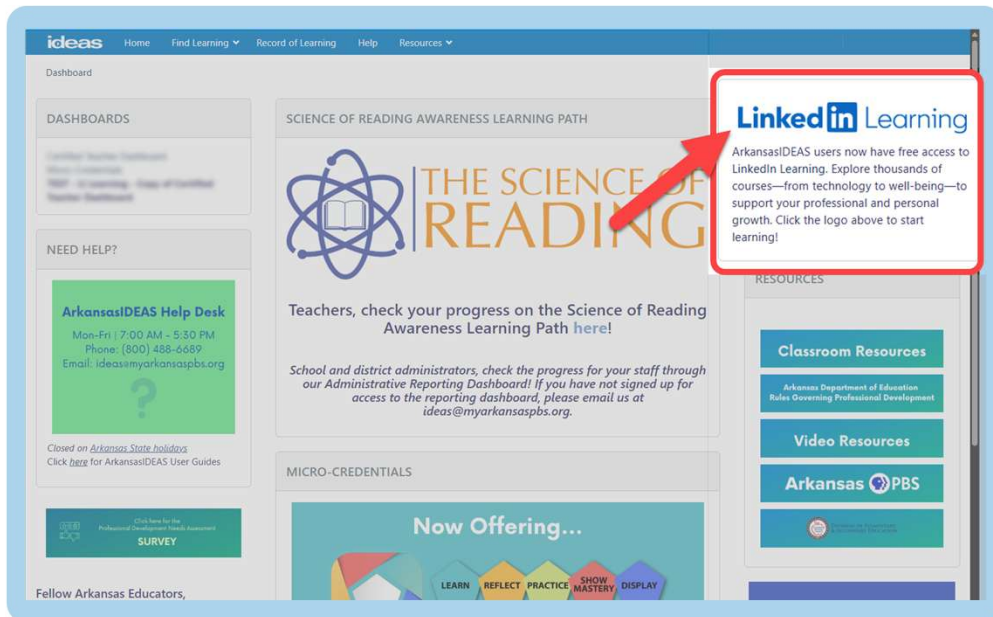 ideas Home Find Learning Record of Learning Help Resources
Dashboard
DASHBOARDS
NEED HELP?
ArkansasIDEAS Help Desk
Mon-Fri | 7:00 AM - 5:30 PM
Phone: (800) 488-6689
Email: ideas@myarkansaspbs.org
?
Closed on Arkansas State holidays
Click here for ArkansasIDEAS User Guides
Click here for the
Professional Development Needs Assessment
SURVEY
Fellow Arkansas Educators,
SCIENCE OF READING AWARENESS LEARNING PATH
THE SCIENCE OF
READING
Teachers, check your progress on the Science of Reading
Awareness Learning Path here!
School and district administrators, check the progress for your staff through
our Administrative Reporting Dashboard! If you have not signed up for
access to the reporting dashboard, please email us at
ideas@myarkansaspbs.org.
MICRO-CREDENTIALS
Now Offering...
LEARN REFLECT PRACTICE SHOW MASTERY DISPLAY
Linked in Learning
ArkansasIDEAS users now have free access to
LinkedIn Learning. Explore thousands of
courses—from technology to well-being—to
support your professional and personal
growth. Click the logo above to start
learning!
RESOURCES
Classroom Resources
Arkansas Department of Education
Rules Governing Professional Development
Video Resources
Arkansas PBS